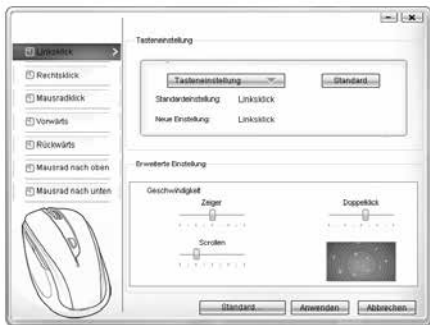 Linksklick
Rechtsklick
Mausradklick
Vorwärts
Rückwärts
Mausrad nach oben
Mausrad nach unten
Tasteneinstellung
Tasteneinstellung
Standard
Standardeinstellung: Linksklick
Neue Einstellung: Linksklick
Erweiterte Einstellung
Geschwindigkeit
Zeiger
Doppelklick
Scrollen
Standard
Anwenden
Abbrechen